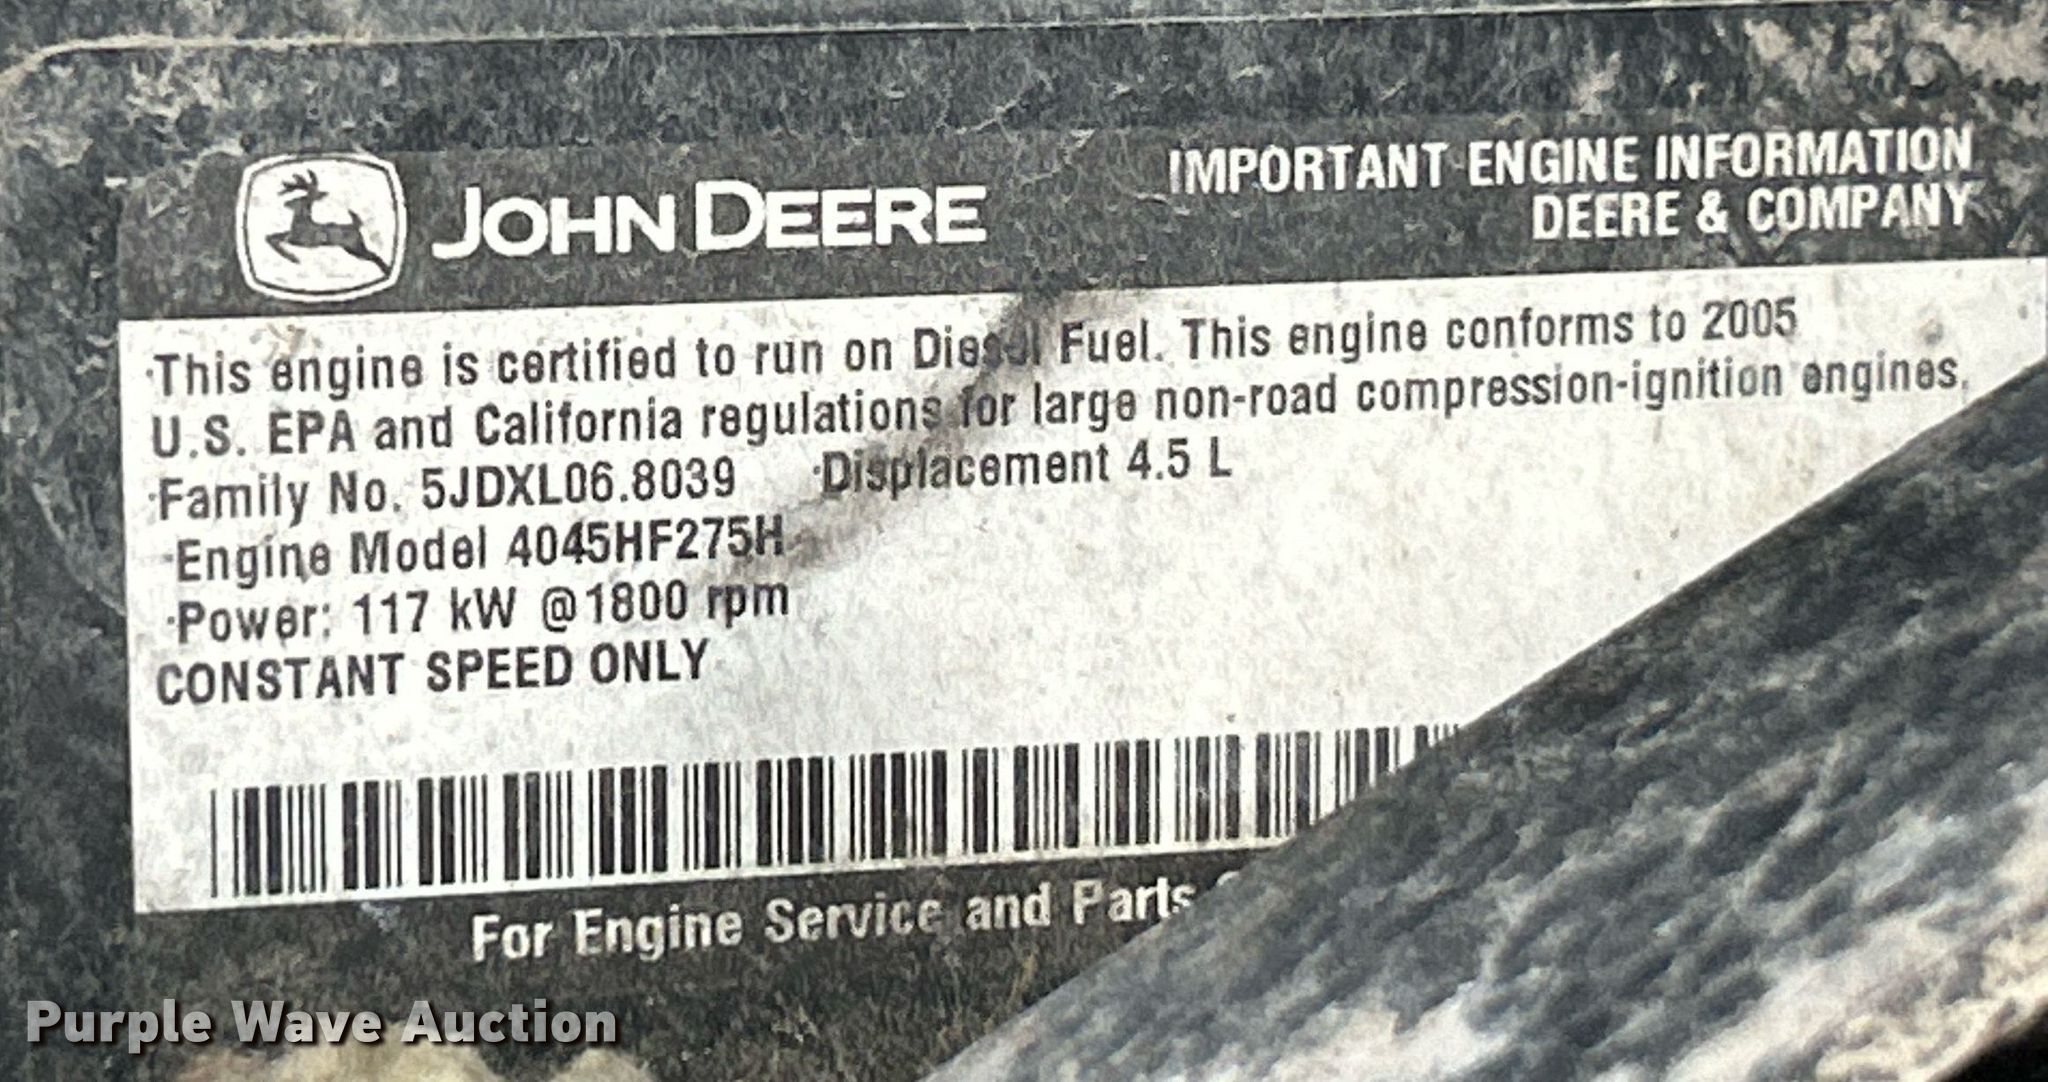 JOHN DEERE
IMPORTANT ENGINE INFORMATION
DEERE & COMPANY
·This engine is certified to run on Diesel Fuel. This engine conforms to 2005
U.S. EPA and California regulations for large non-road compression-ignition engines.
·Family No. 5JDXL06.8039 ·Displacement 4.5 L
·Engine Model 4045HF275H
·Power: 117 kW @1800 rpm
CONSTANT SPEED ONLY
For Engine Service and Parts
Purple Wave Auction